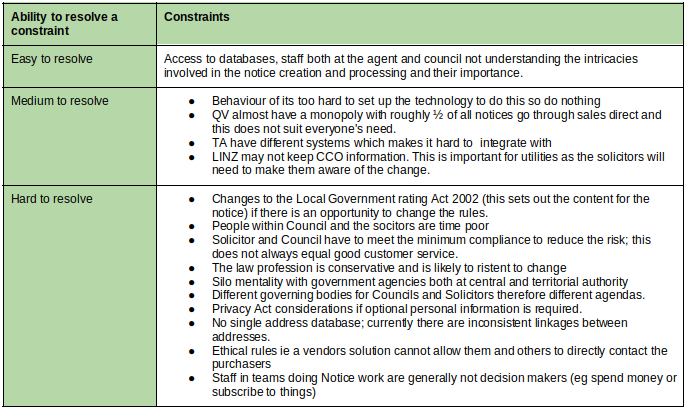 Ability to resolve a constraint
Constraints
Easy to resolve
Access to databases, staff both at the agent and council not understanding the intricacies
involved in the notice creation and processing and their importance.
Medium to resolve
● Behaviour of its too hard to set up the technology to do this so do nothing
● QV almost have a monopoly with roughly ½ of all notices go through sales direct and
this does not suit everyone's need.
● TA have different systems which makes it hard to  integrate with
● LINZ may not keep CCO information. This is important for utilities as the solicitors will
need to make them aware of the change.
Hard to resolve
● Changes to the Local Government rating Act 2002 (this sets out the content for the
notice) if there is an opportunity to change the rules.
● People within Council and the socitors are time poor
● Solicitor and Council have to meet the minimum compliance to reduce the risk; this
does not always equal good customer service.
● The law profession is conservative and is likely to ristent to change
● Silo mentality with government agencies both at central and territorial authority
● Different governing bodies for Councils and Solicitors therefore different agendas.
● Privacy Act considerations if optional personal information is required.
● No single address database; currently there are inconsistent linkages between
addresses.
● Ethical rules ie a vendors solution cannot allow them and others to directly contact the
purchasers
● Staff in teams doing Notice work are generally not decision makers (eg spend money or
subscribe to things)